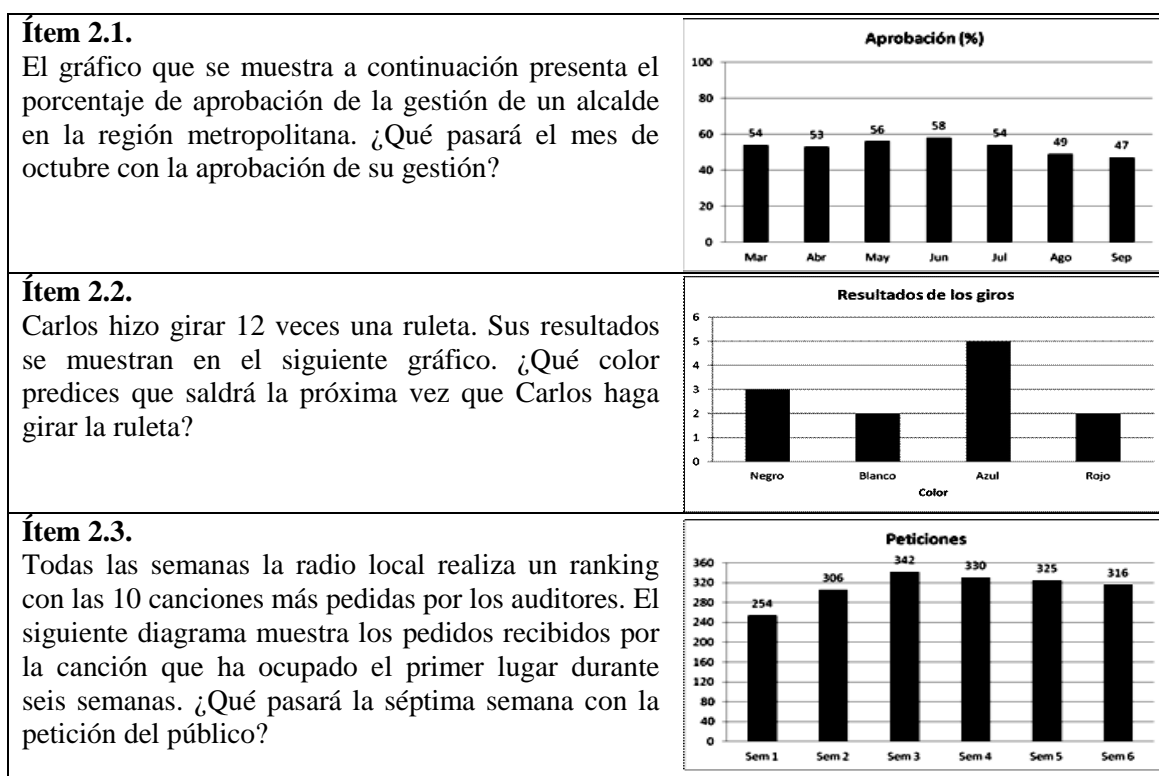 Ítem 2.1.
El gráfico que se muestra a continuación presenta el
porcentaje de aprobación de la gestión de un alcalde
en la región metropolitana. ¿Qué pasará el mes de
octubre con la aprobación de su gestión?
Aprobación (%)
100
80
60
40
20
0
54 53 56 58 54 49 47
Mar Abr May Jun Jul Ago Sep
Ítem 2.2.
Carlos hizo girar 12 veces una ruleta. Sus resultados
se muestran en el siguiente gráfico. ¿Qué color
predices que saldrá la próxima vez que Carlos haga
girar la ruleta?
Resultados de los giros
6
5
4
3
2
1
0
Negro Blanco Azul Rojo
Color
Ítem 2.3.
Todas las semanas la radio local realiza un ranking
con las 10 canciones más pedidas por los auditores. El
siguiente diagrama muestra los pedidos recibidos por
la canción que ha ocupado el primer lugar durante
seis semanas. ¿Qué pasará la séptima semana con la
petición del público?
Peticiones
360
320
280
240
200
160
120
80
40
0
254 306 342 330 325 316
Sem 1 Sem 2 Sem 3 Sem 4 Sem 5 Sem 6